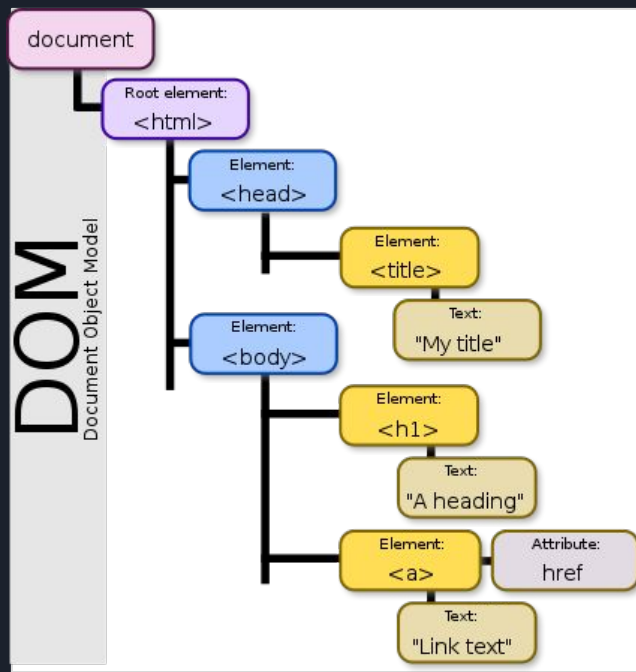 document
Root element:
<html>
Element:
<head>
Element:
<title>
Text:
"My title"
Element:
<body>
Element:
<h1>
Text:
"A heading"
Element:
<a>
Attribute:
href
Text:
"Link text"
DOM
Document Object Model